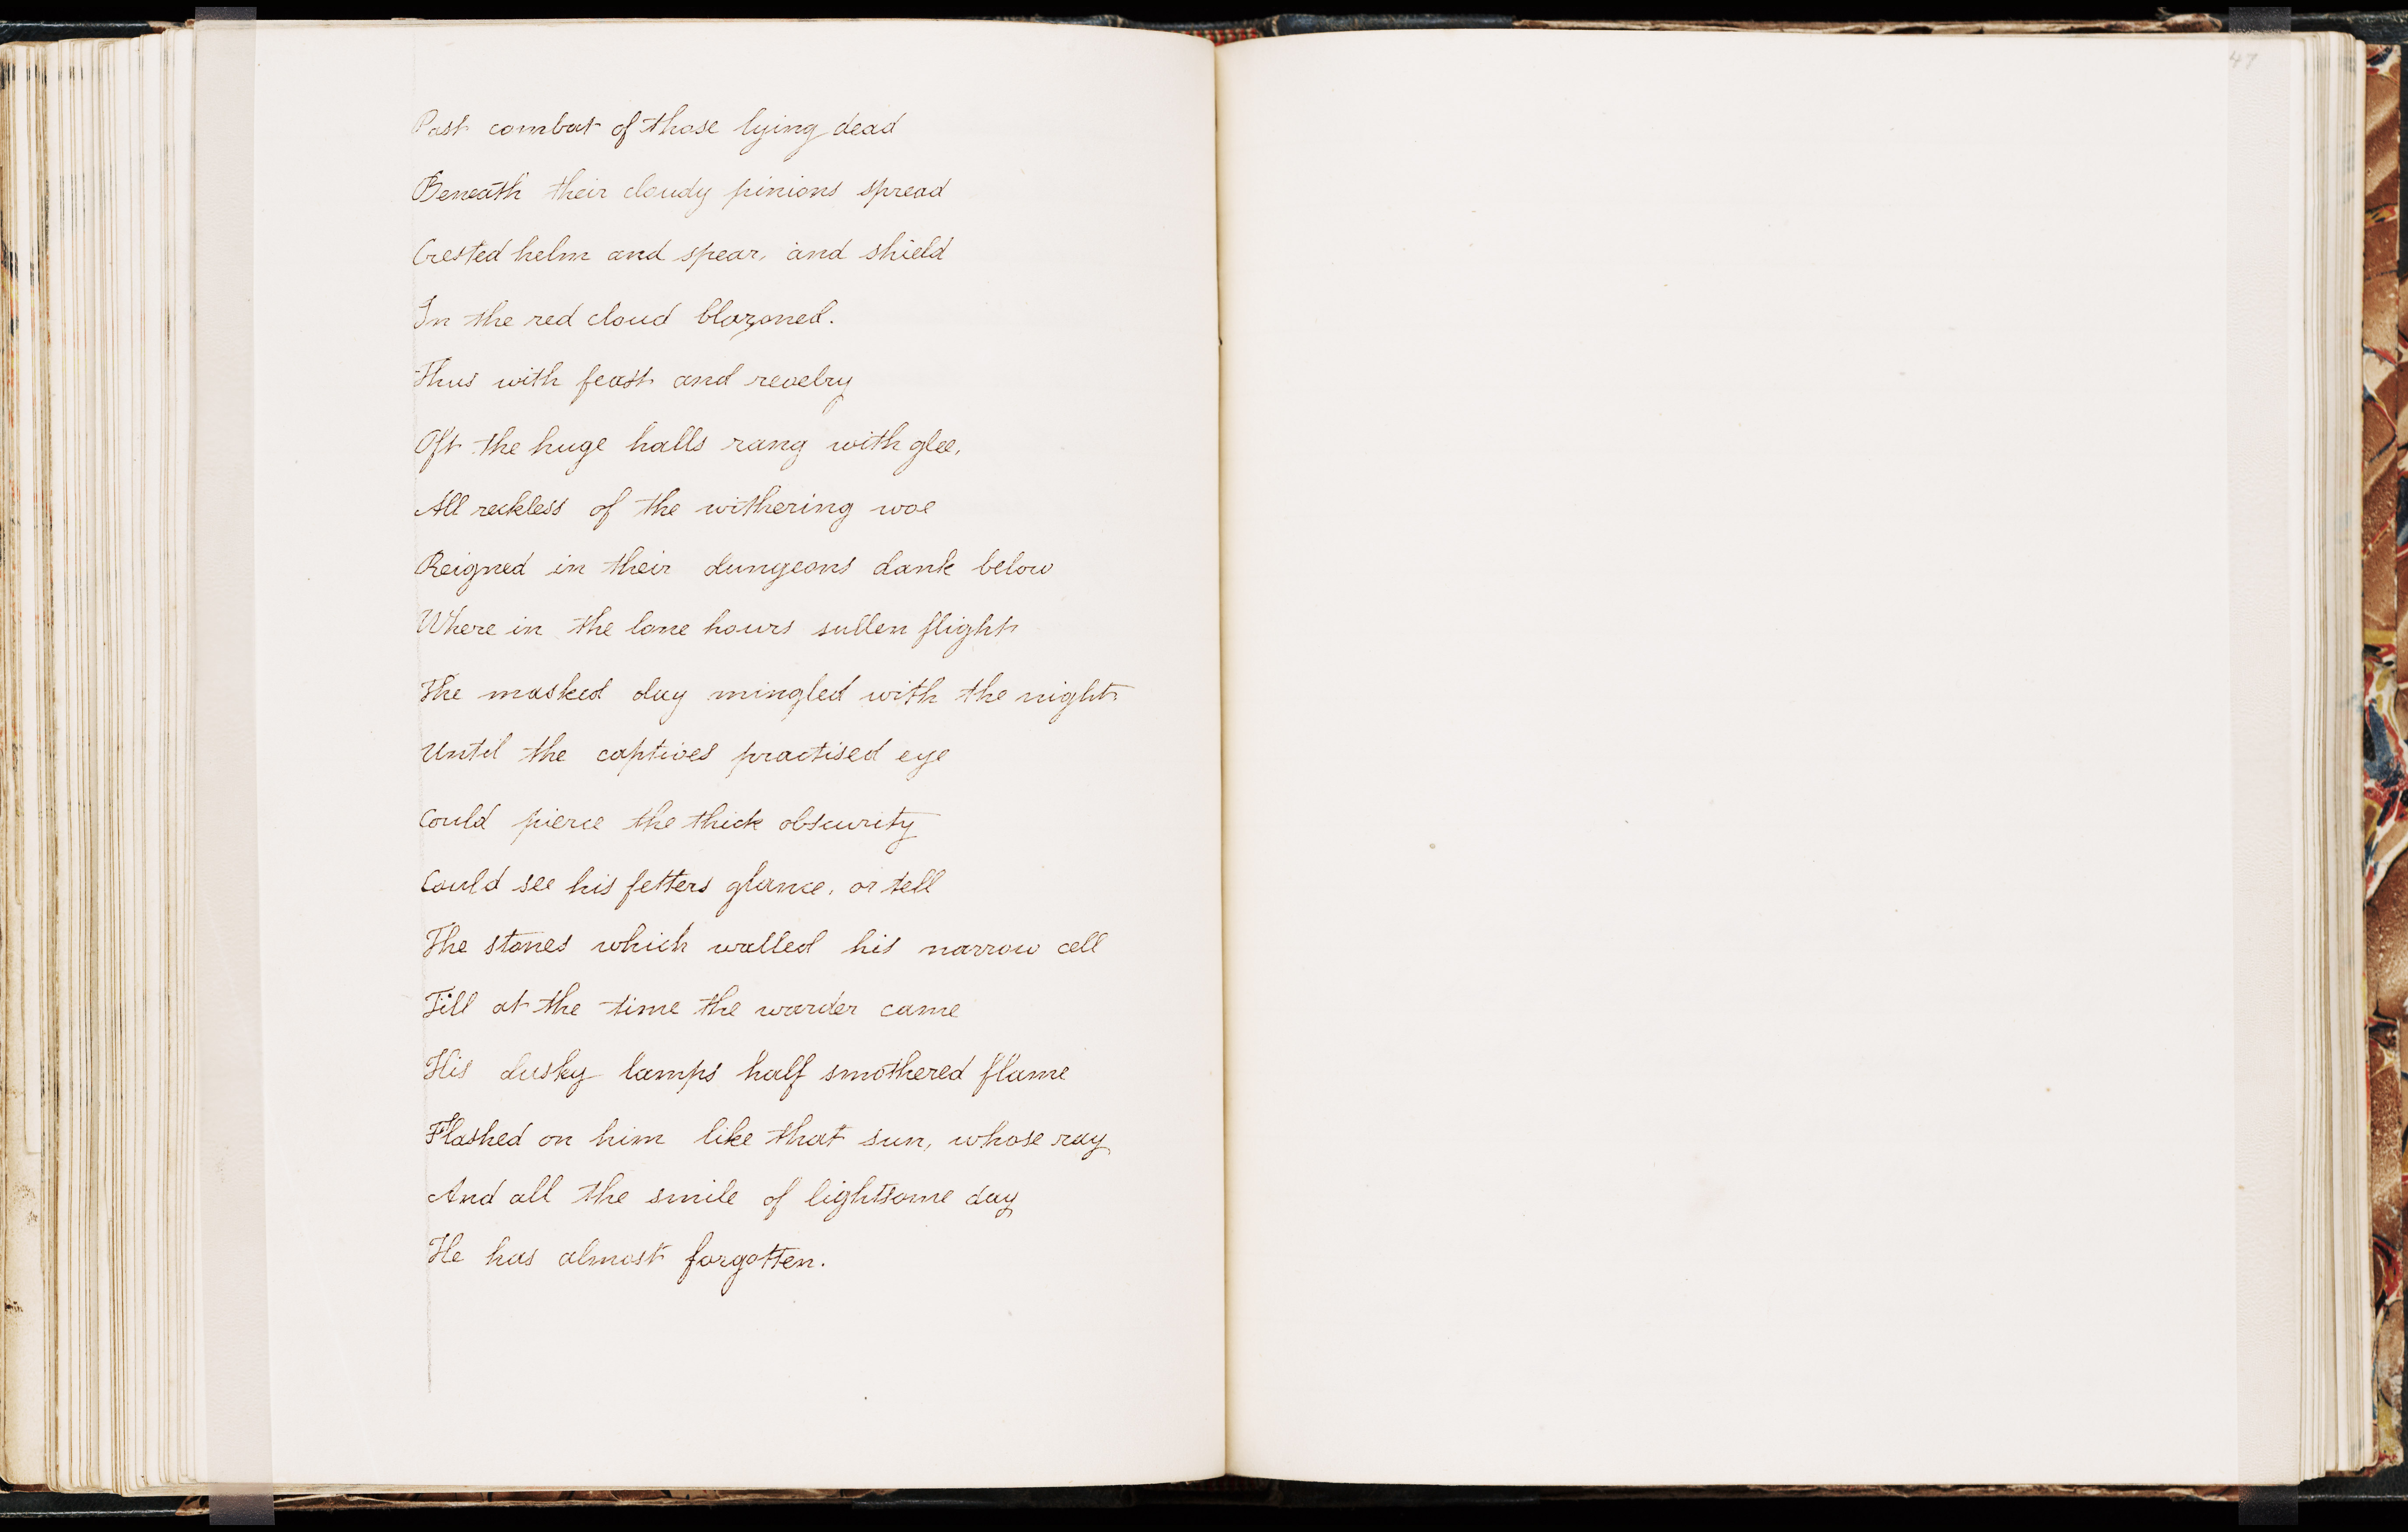 Past combat of those lying dead
Beneath their cloudy pinions spread
Crested helm and spear, and shield
In the red cloud blazoned.
Thus with feast and revelry
Oft the huge halls rang with glee,
All reckless of the withering woe
Reigned in their dungeons dank below
Where in the lone hours sullen flight
The masked day mingled with the night
Until the captives practised eye
Could pierce the thick obscurity
Could see his fetters glance, or tell
The stones which walled his narrow cell
Till at the time the warder came
His dusky lamps half smothered flame
Flashed on him like that sun, whose ray
And all the smile of lightsome day
He has almost forgotten.
47